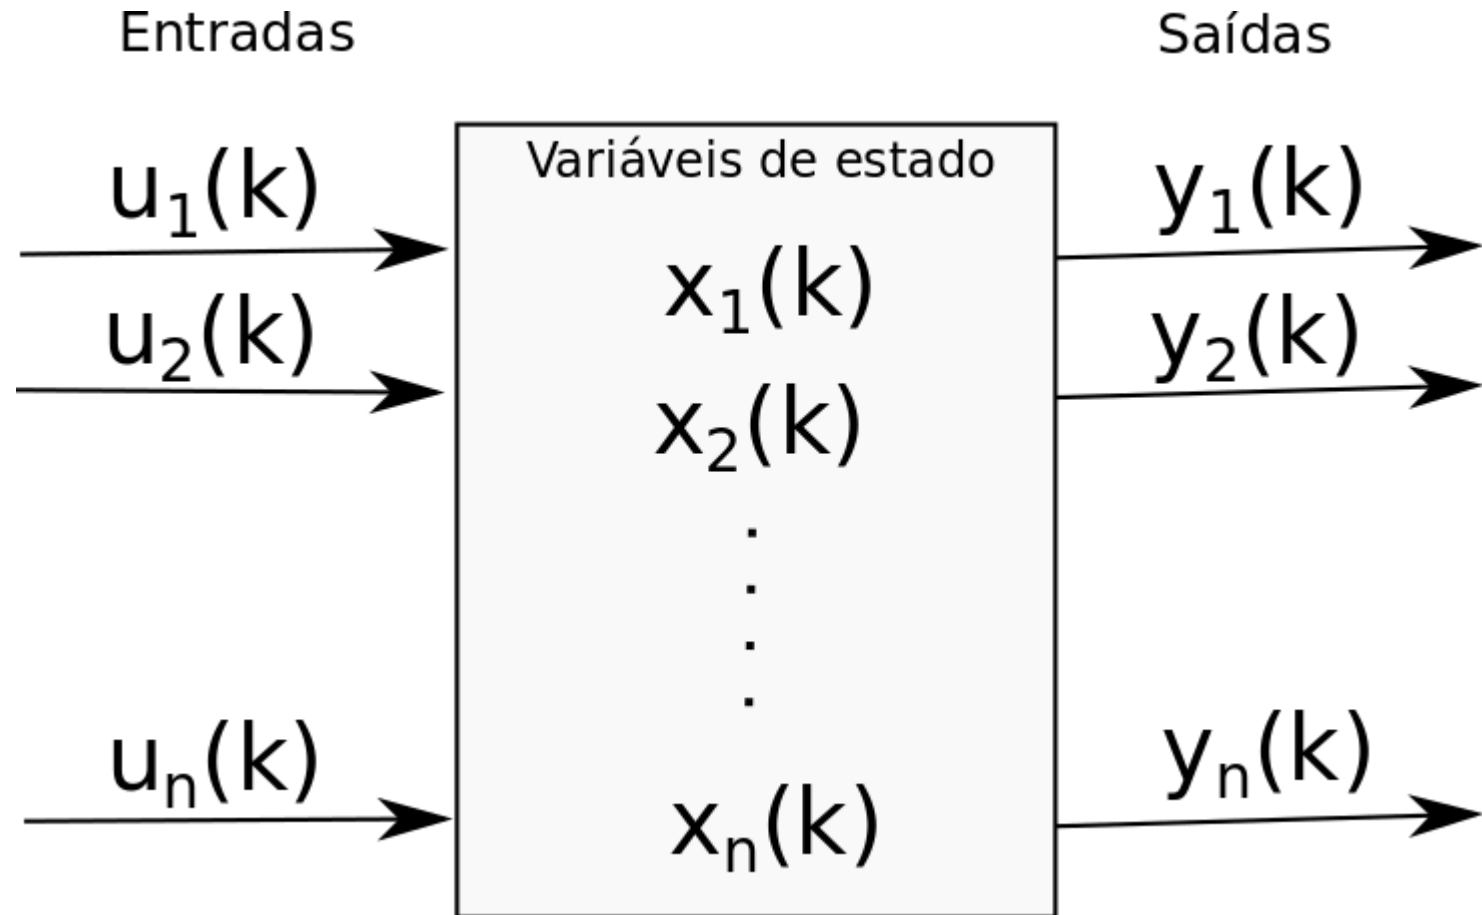 Entradas
Saídas
Variáveis de estado
u₁(k)
x₁(k)
y₁(k)
u₂(k)
x₂(k)
y₂(k)
.
.
.
.
uₙ(k)
xₙ(k)
yₙ(k)